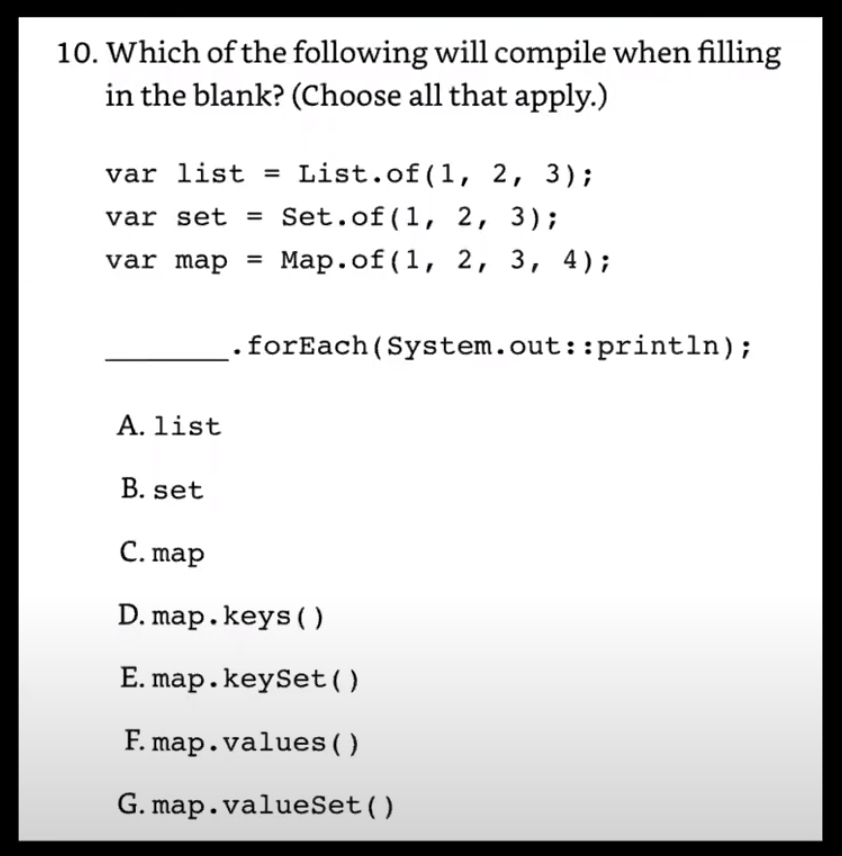 10. Which of the following will compile when filling
in the blank? (Choose all that apply.)
var list = List.of(1, 2, 3);
var set = Set.of(1, 2, 3);
var map = Map.of(1, 2, 3, 4);
_______.forEach(System.out::println);
A. list
B. set
C. map
D. map.keys()
E. map.keySet()
F. map.values()
G. map.valueSet()